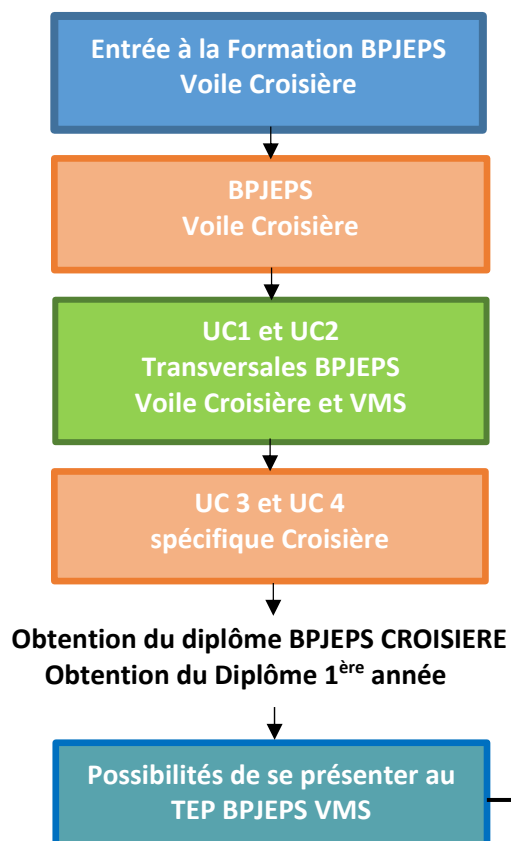 Entrée à la Formation BPJEPS
Voile Croisière
BPJEPS
Voile Croisière
UC1 et UC2
Transversales BPJEPS
Voile Croisière et VMS
UC 3 et UC 4
spécifique Croisière
Obtention du diplôme BPJEPS CROISIERE
Obtention du Diplôme 1ère année
Possibilités de se présenter au
TEP BPJEPS VMS